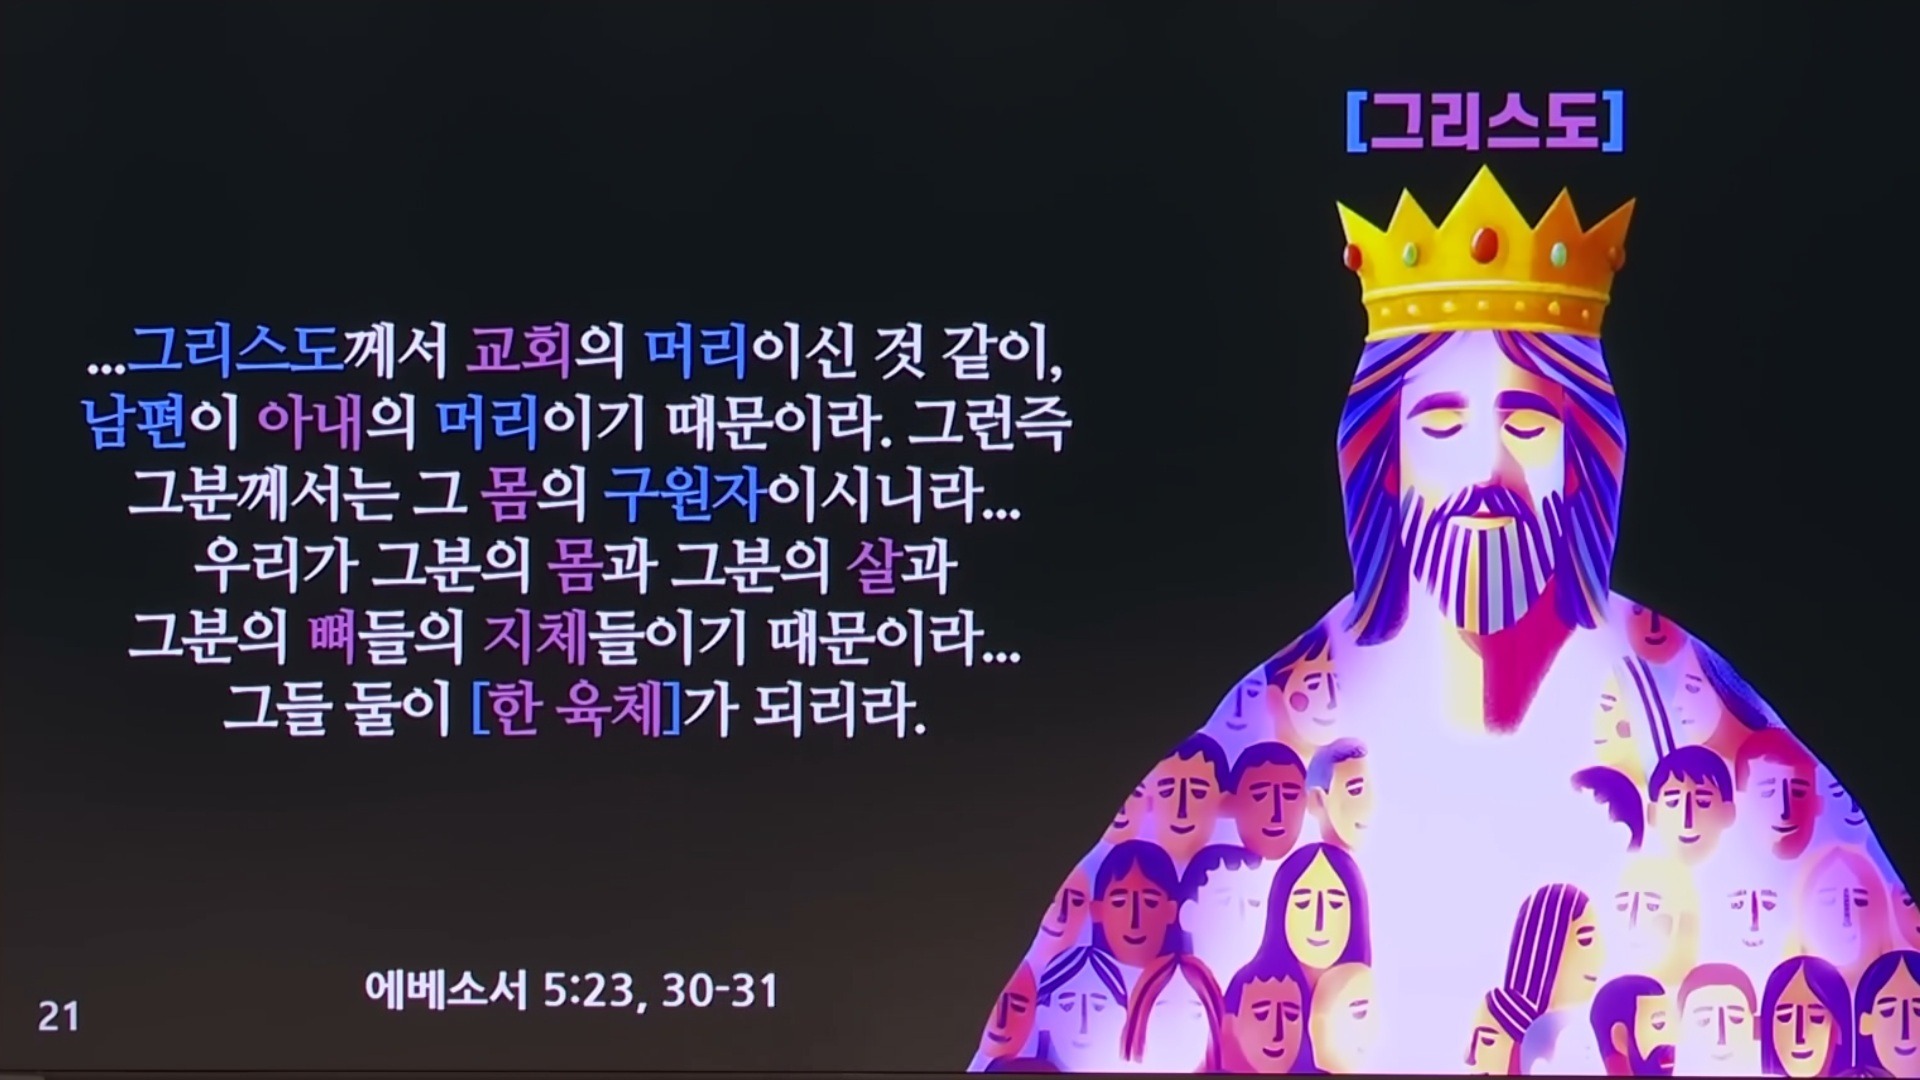 [그리스도]
...그리스도께서 교회의 머리이신 것 같이,
남편이 아내의 머리이기 때문이라. 그런즉
그분께서는 그 몸의 구원자이시니라...
우리가 그분의 몸과 그분의 살과
그분의 뼈들의 지체들이기 때문이라...
그들 둘이 [한 육체]가 되리라.
에베소서 5:23, 30-31
21